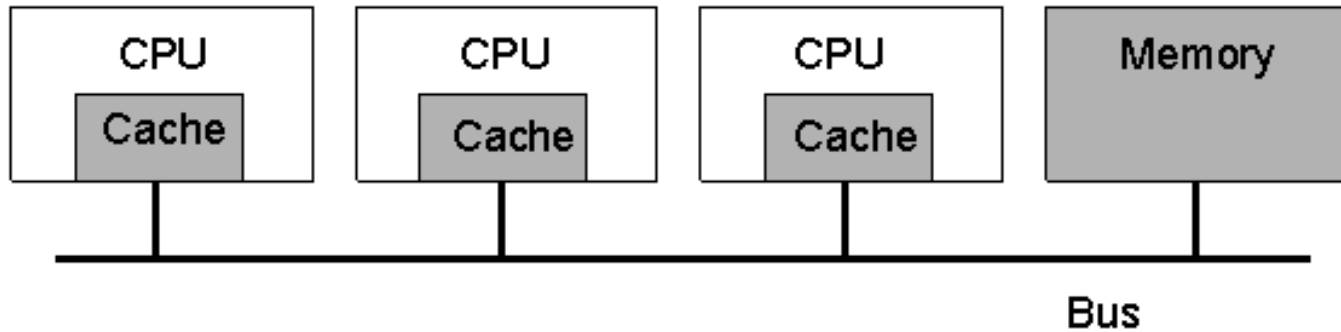 CPU
Cache
CPU
Cache
CPU
Cache
Memory
Bus